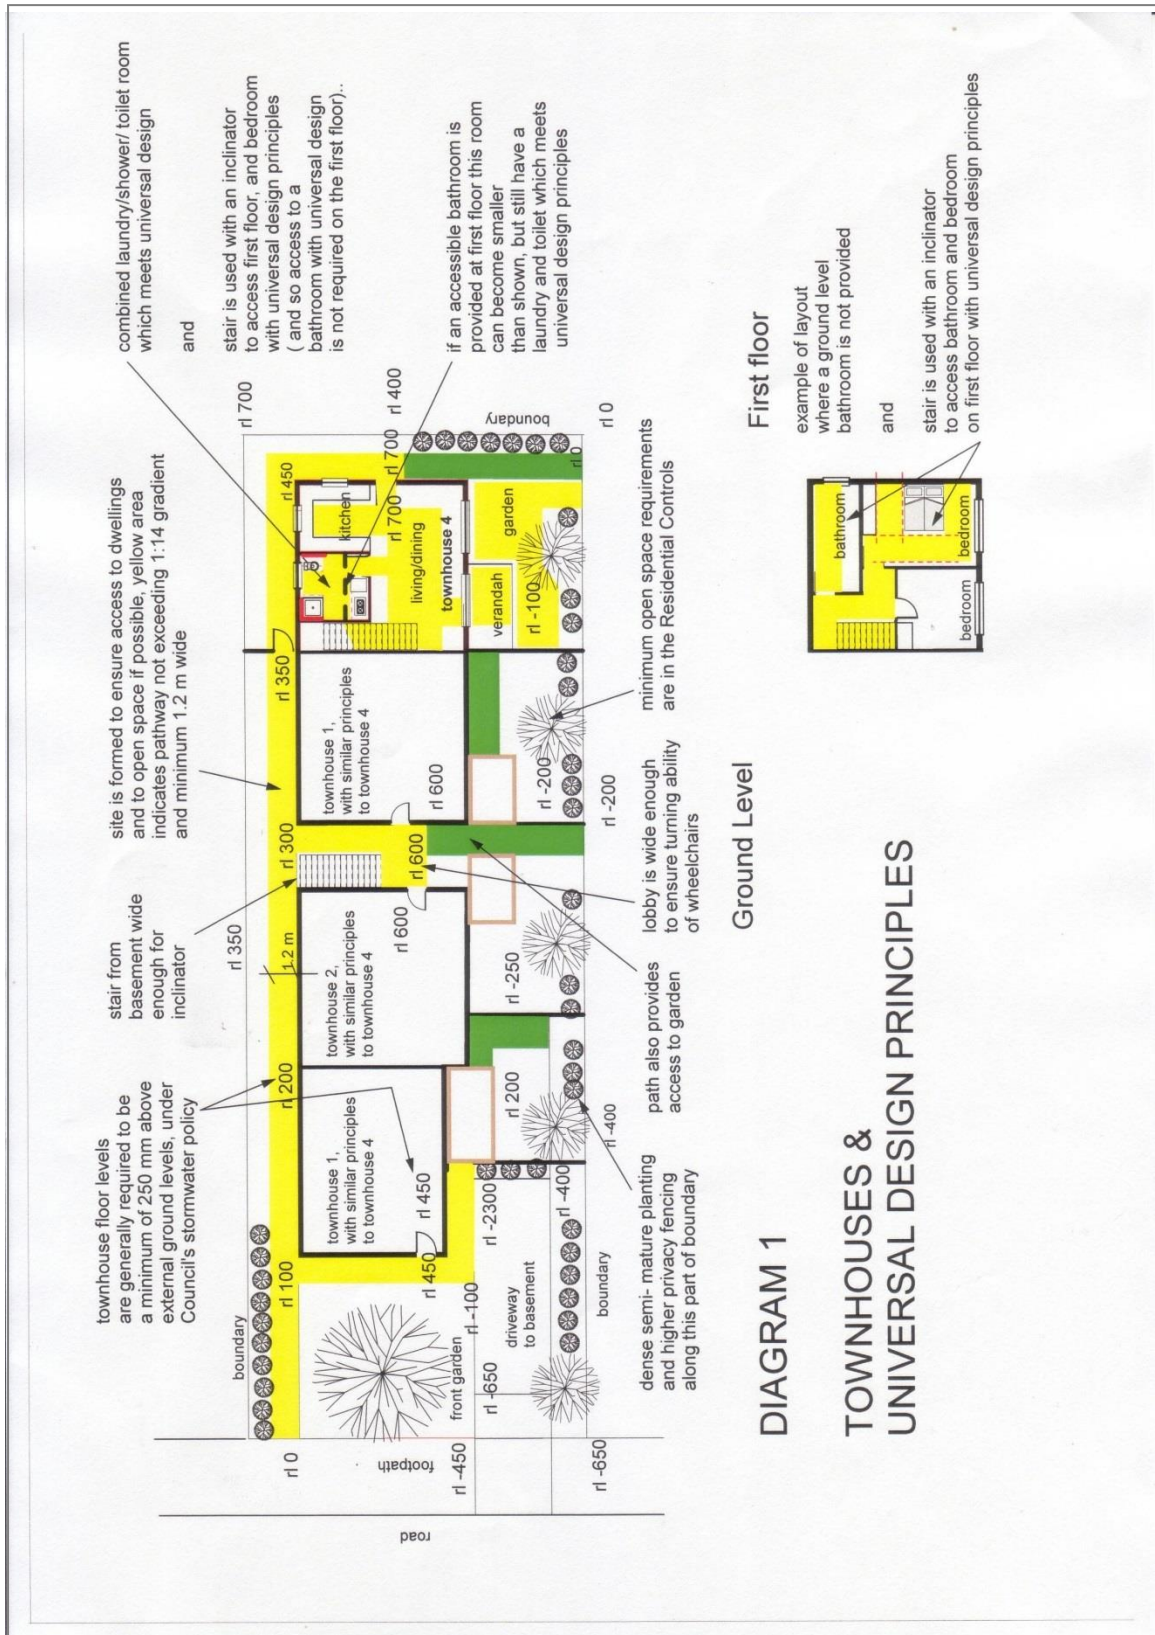 townhouse floor levels
are generally required to be
a minimum of 250 mm above
external ground levels, under
Council's stormwater policy
stair from
basement wide
enough for
inclinator
site is formed to ensure access to dwellings
and to open space if possible, yellow area
indicates pathway not exceeding 1:14 gradient
and minimum 1.2 m wide
combined laundry/shower/ toilet room
which meets universal design
and
stair is used with an inclinator
to access first floor, and bedroom
with universal design principles
( and so access to a
bathroom with universal design
is not required on the first floor)..
if an accessible bathroom is
provided at first floor this room
can become smaller
than shown, but still have a
laundry and toilet which meets
universal design principles
boundary
rl 350
rl 700
rl 0
rl 100
rl 200
1.2 m
rl 300
rl 350
rl 450
rl 400
road
footpath
front garden
townhouse 1,
with similar principles
to townhouse 4
rl 450
rl 450
townhouse 2,
with similar principles
to townhouse 4
rl 600
rl 600
townhouse 1,
with similar principles
to townhouse 4
rl 600
kitchen
rl 700
rl 700
living/dining
townhouse 4
verandah
garden
rl -100
boundary
rl 0
rl 0
rl -450
rl -650
rl -100
rl -2300
driveway
to basement
rl 200
rl -250
rl -200
rl -400
rl -400
rl -200
rl -650
boundary
dense semi- mature planting
and higher privacy fencing
along this part of boundary
path also provides
access to garden
lobby is wide enough
to ensure turning ability
of wheelchairs
minimum open space requirements
are in the Residential Controls
Ground Level
First floor
example of layout
where a ground level
bathroom is not provided
and
stair is used with an inclinator
to access bathroom and bedroom
on first floor with universal design principles
bathroom
bedroom
bedroom
DIAGRAM 1
TOWNHOUSES &
UNIVERSAL DESIGN PRINCIPLES